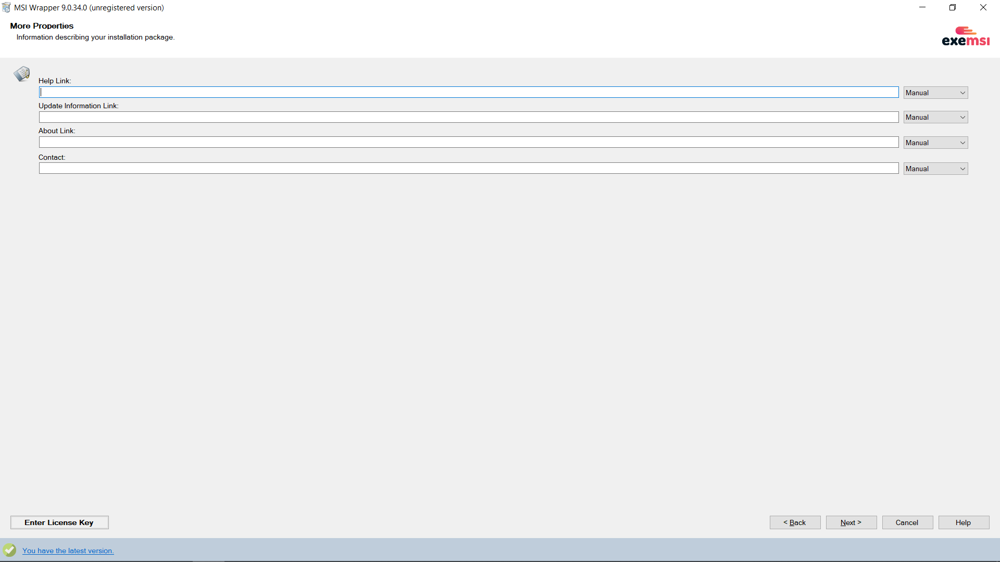 MSI Wrapper 9.0.34.0 (unregistered version)
More Properties
Information describing your installation package.
exemsi
Help Link:
Manual
Update Information Link:
Manual
About Link:
Manual
Contact:
Manual
Enter License Key
< Back
Next >
Cancel
Help
You have the latest version.